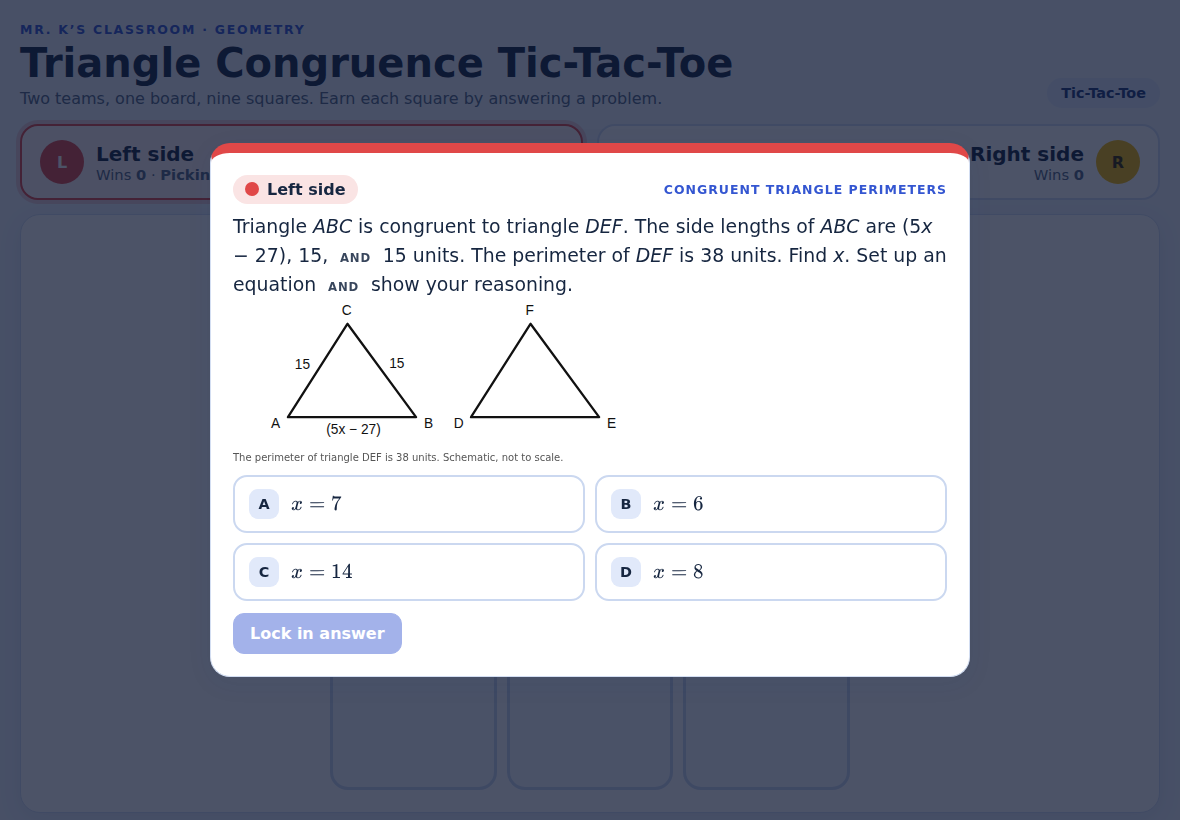 MR. K’S CLASSROOM · GEOMETRY
Triangle Congruence Tic-Tac-Toe
Two teams, one board, nine squares. Earn each square by answering a problem.
Tic-Tac-Toe
L
Left side
Wins 0 · Pickin
Right side
Wins 0
R
Left side
CONGRUENT TRIANGLE PERIMETERS
Triangle ABC is congruent to triangle DEF. The side lengths of ABC are (5x
− 27), 15, AND 15 units. The perimeter of DEF is 38 units. Find x. Set up an
equation AND show your reasoning.
C
F
15
15
A
B
D
E
(5x − 27)
The perimeter of triangle DEF is 38 units. Schematic, not to scale.
A x = 7
B x = 6
C x = 14
D x = 8
Lock in answer